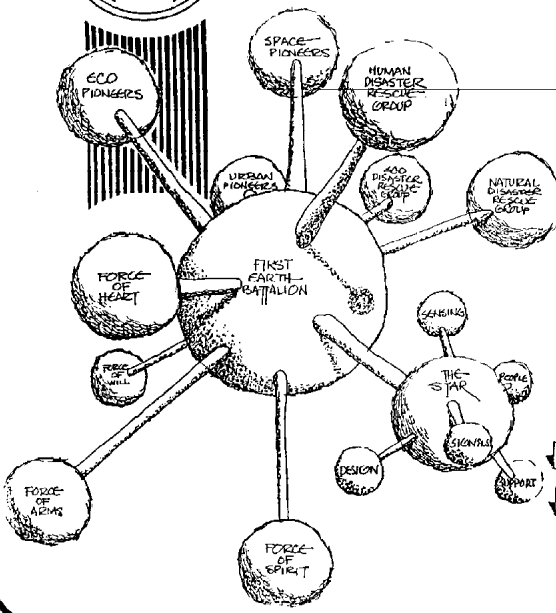 SPACE
PIONEERS
ECO
PIONEERS
HUMAN
DISASTER
RESCUE
GROUP
URBAN
PIONEERS
ECO
DISASTER
RESCUE
GROUP
NATURAL
DISASTER
RESCUE
GROUP
FORCE
OF
HEART
FIRST
EARTH
BATTALION
SENSING
FORCE
OF WILL
THE
STAR
PEOPLE
SIGNALS
DESIGN
SUPPORT
FORCE
OF
ARMS
FORCE
OF
SPIRIT